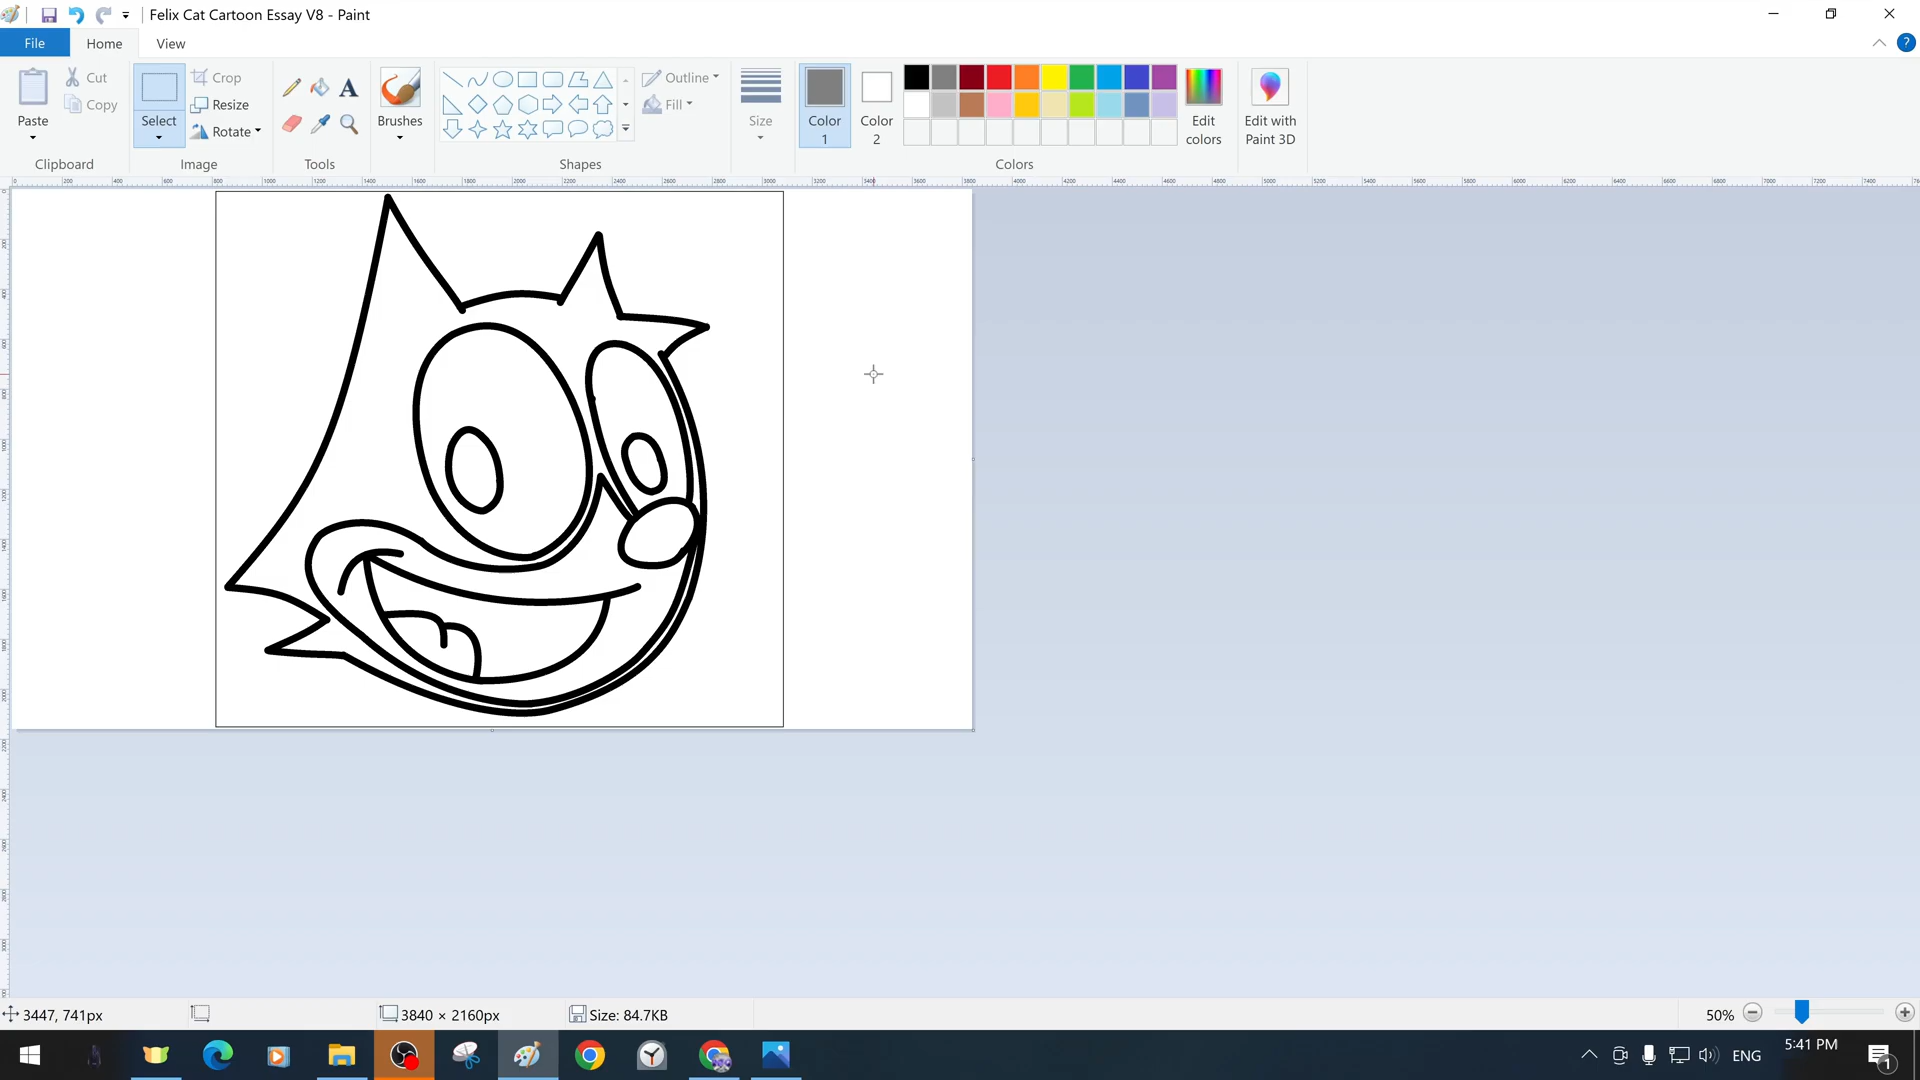 Felix Cat Cartoon Essay V8 - Paint
File Home View
Paste
Cut
Copy
Clipboard
Select
Crop
Resize
Rotate
Image
Tools
Brushes
Shapes
Outline
Fill
Size
Color 1
Color 2
Edit colors
Colors
Edit with Paint 3D
3447, 741px
3840 × 2160px
Size: 84.7KB
50%
ENG
5:41 PM
1